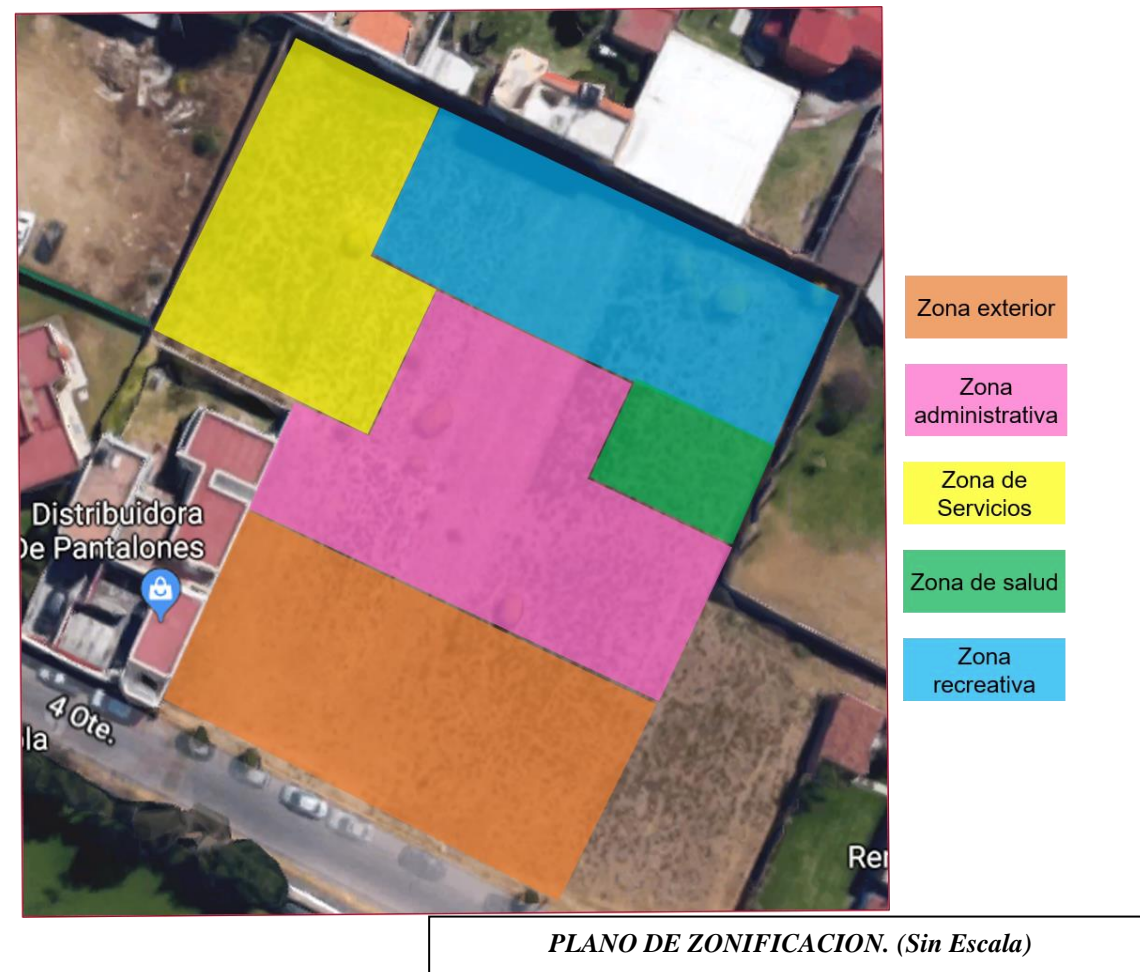 Distribuidora
De Pantalones
4 Ote.
la
Rei
Zona exterior
Zona
administrativa
Zona de
Servicios
Zona de salud
Zona
recreativa
PLANO DE ZONIFICACION. (Sin Escala)